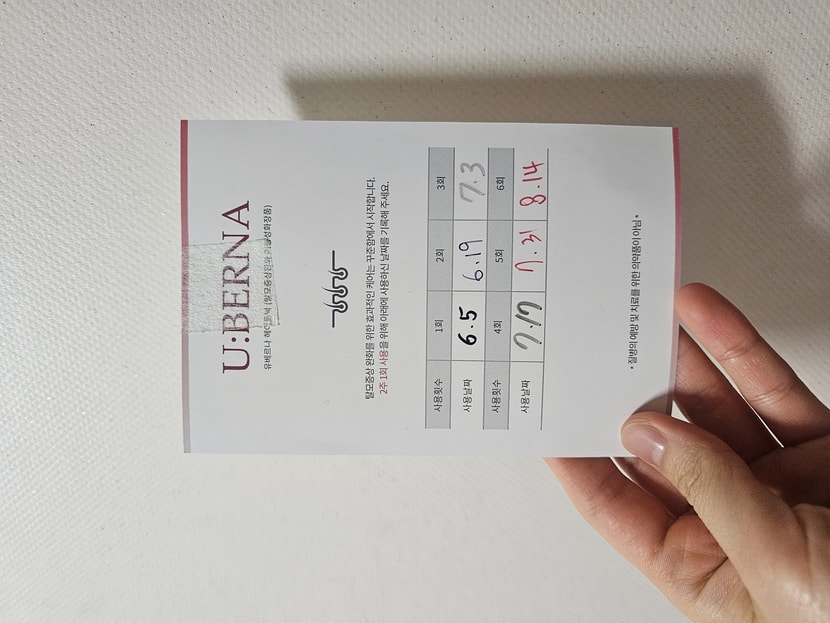 U:BERNA
유베르나 헤어토닉 (탈모증상완화 기능성화장품)
탈모증상 완화를 위한 효과적인 케어는 꾸준함에서 시작합니다.
2주 1회 사용을 위해 아래에 사용하신 날짜를 기록해 주세요.
사용횟수 1회 2회 3회
사용날짜 6.5 6.19 7.3
사용횟수 4회 5회 6회
사용날짜 7.17 7.31 8.14
* 질병의 예방 및 치료를 위한 의약품이 아님 *